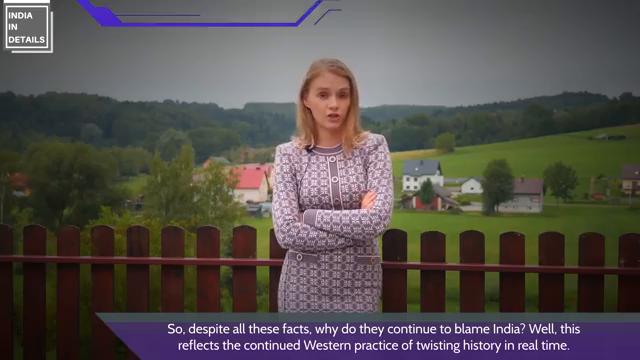 INDIA
IN
DETAILS
So, despite all these facts, why do they continue to blame India? Well, this
reflects the continued Western practice of twisting history in real time.